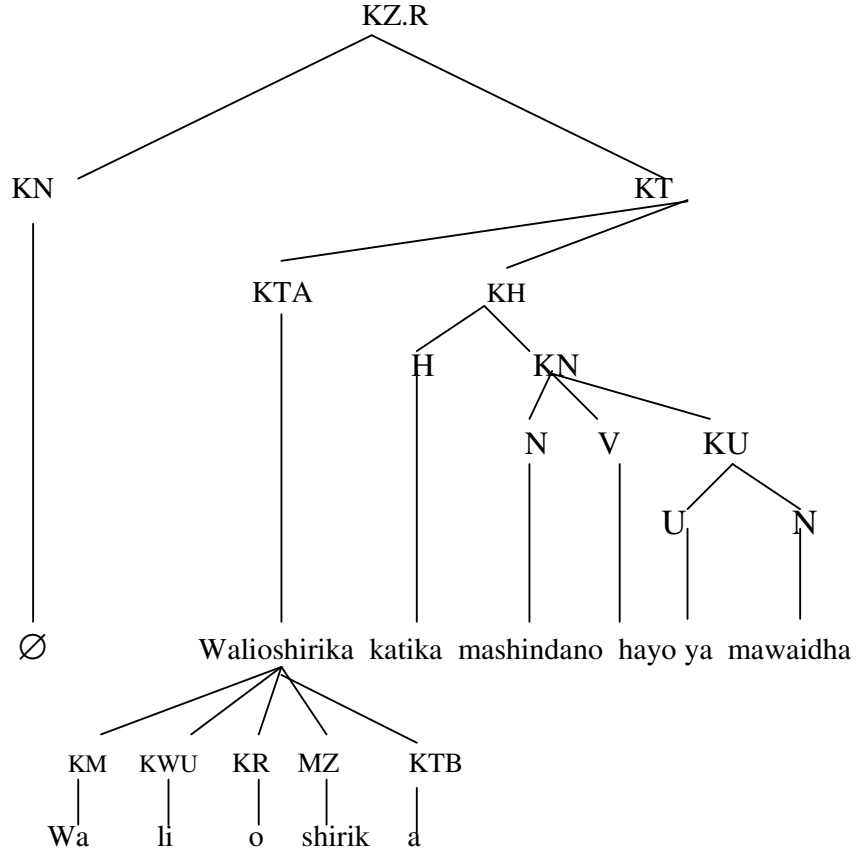 KZ.R
KN KT
KTA KH
H KN
N V KU
U N
∅ Walioshirika katika mashindano hayo ya mawaidha
KM KWU KR MZ KTB
Wa li o shirik a